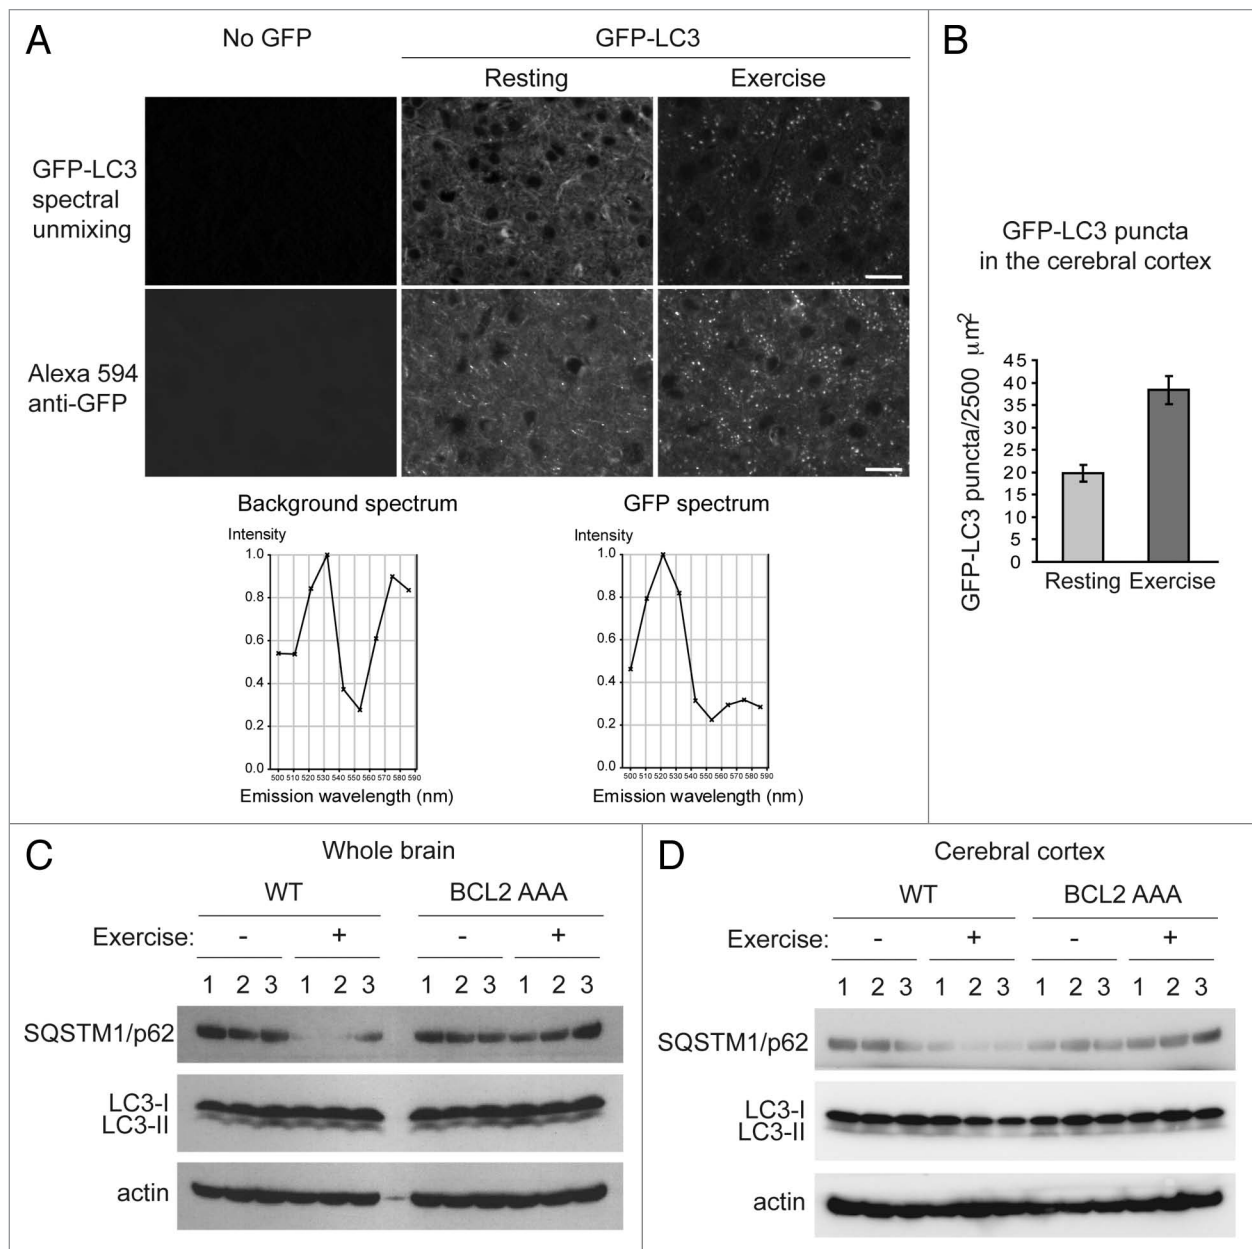 A
No GFP
GFP-LC3
Resting
Exercise
GFP-LC3
spectral
unmixing
Alexa 594
anti-GFP
Background spectrum
Intensity
1.0
0.8
0.6
0.4
0.2
0.0
500 510 520 530 540 550 560 570 580 590
Emission wavelength (nm)
GFP spectrum
Intensity
1.0
0.8
0.6
0.4
0.2
0.0
500 510 520 530 540 550 560 570 580 590
Emission wavelength (nm)
B
GFP-LC3 puncta
in the cerebral cortex
GFP-LC3 puncta/2500 μm²
45
40
35
30
25
20
15
10
5
0
Resting Exercise
C
Whole brain
WT BCL2 AAA
Exercise: - + - +
1 2 3 1 2 3 1 2 3 1 2 3
SQSTM1/p62
LC3-I
LC3-II
actin
D
Cerebral cortex
WT BCL2 AAA
Exercise: - + - +
1 2 3 1 2 3 1 2 3 1 2 3
SQSTM1/p62
LC3-I
LC3-II
actin